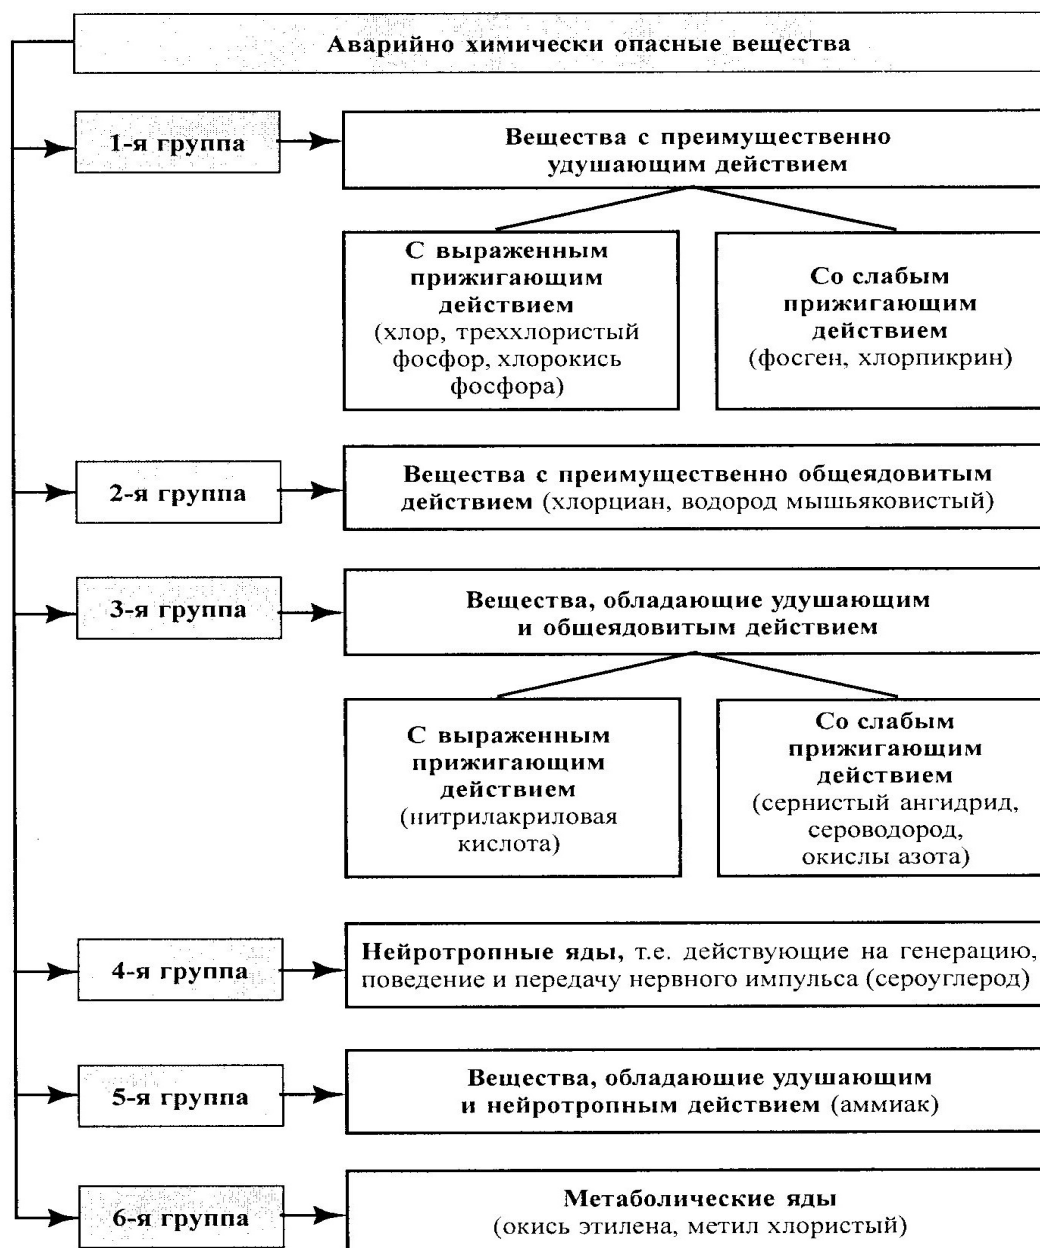 Аварийно химически опасные вещества
1-я группа
Вещества с преимущественно
удушающим действием
С выраженным
прижигающим
действием
(хлор, треххлористый
фосфор, хлорокись
фосфора)
Со слабым
прижигающим
действием
(фосген, хлорпикрин)
2-я группа
Вещества с преимущественно общеядовитым
действием (хлорциан, водород мышьяковистый)
3-я группа
Вещества, обладающие удушающим
и общеядовитым действием
С выраженным
прижигающим
действием
(нитрилакриловая
кислота)
Со слабым
прижигающим
действием
(сернистый ангидрид,
сероводород,
окислы азота)
4-я группа
Нейротропные яды, т.е. действующие на генерацию,
поведение и передачу нервного импульса (сероуглерод)
5-я группа
Вещества, обладающие удушающим
и нейротропным действием (аммиак)
6-я группа
Метаболические яды
(окись этилена, метил хлористый)